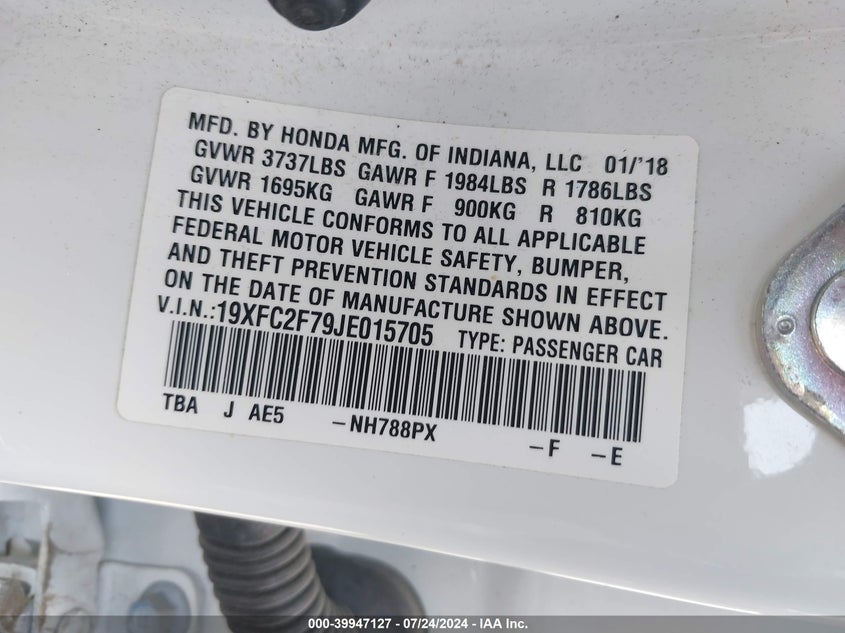 MFD. BY HONDA MFG. OF INDIANA, LLC 01/'18
GVWR 3737LBS GAWR F 1984LBS R 1786LBS
GVWR 1695KG GAWR F 900KG R 810KG
THIS VEHICLE CONFORMS TO ALL APPLICABLE
FEDERAL MOTOR VEHICLE SAFETY, BUMPER,
AND THEFT PREVENTION STANDARDS IN EFFECT
ON THE DATE OF MANUFACTURE SHOWN ABOVE.
V.I.N.:19XFC2F79JE015705 TYPE: PASSENGER CAR
TBA J AE5 -NH788PX -F -E
000-39947127 - 07/24/2024 - IAA Inc.